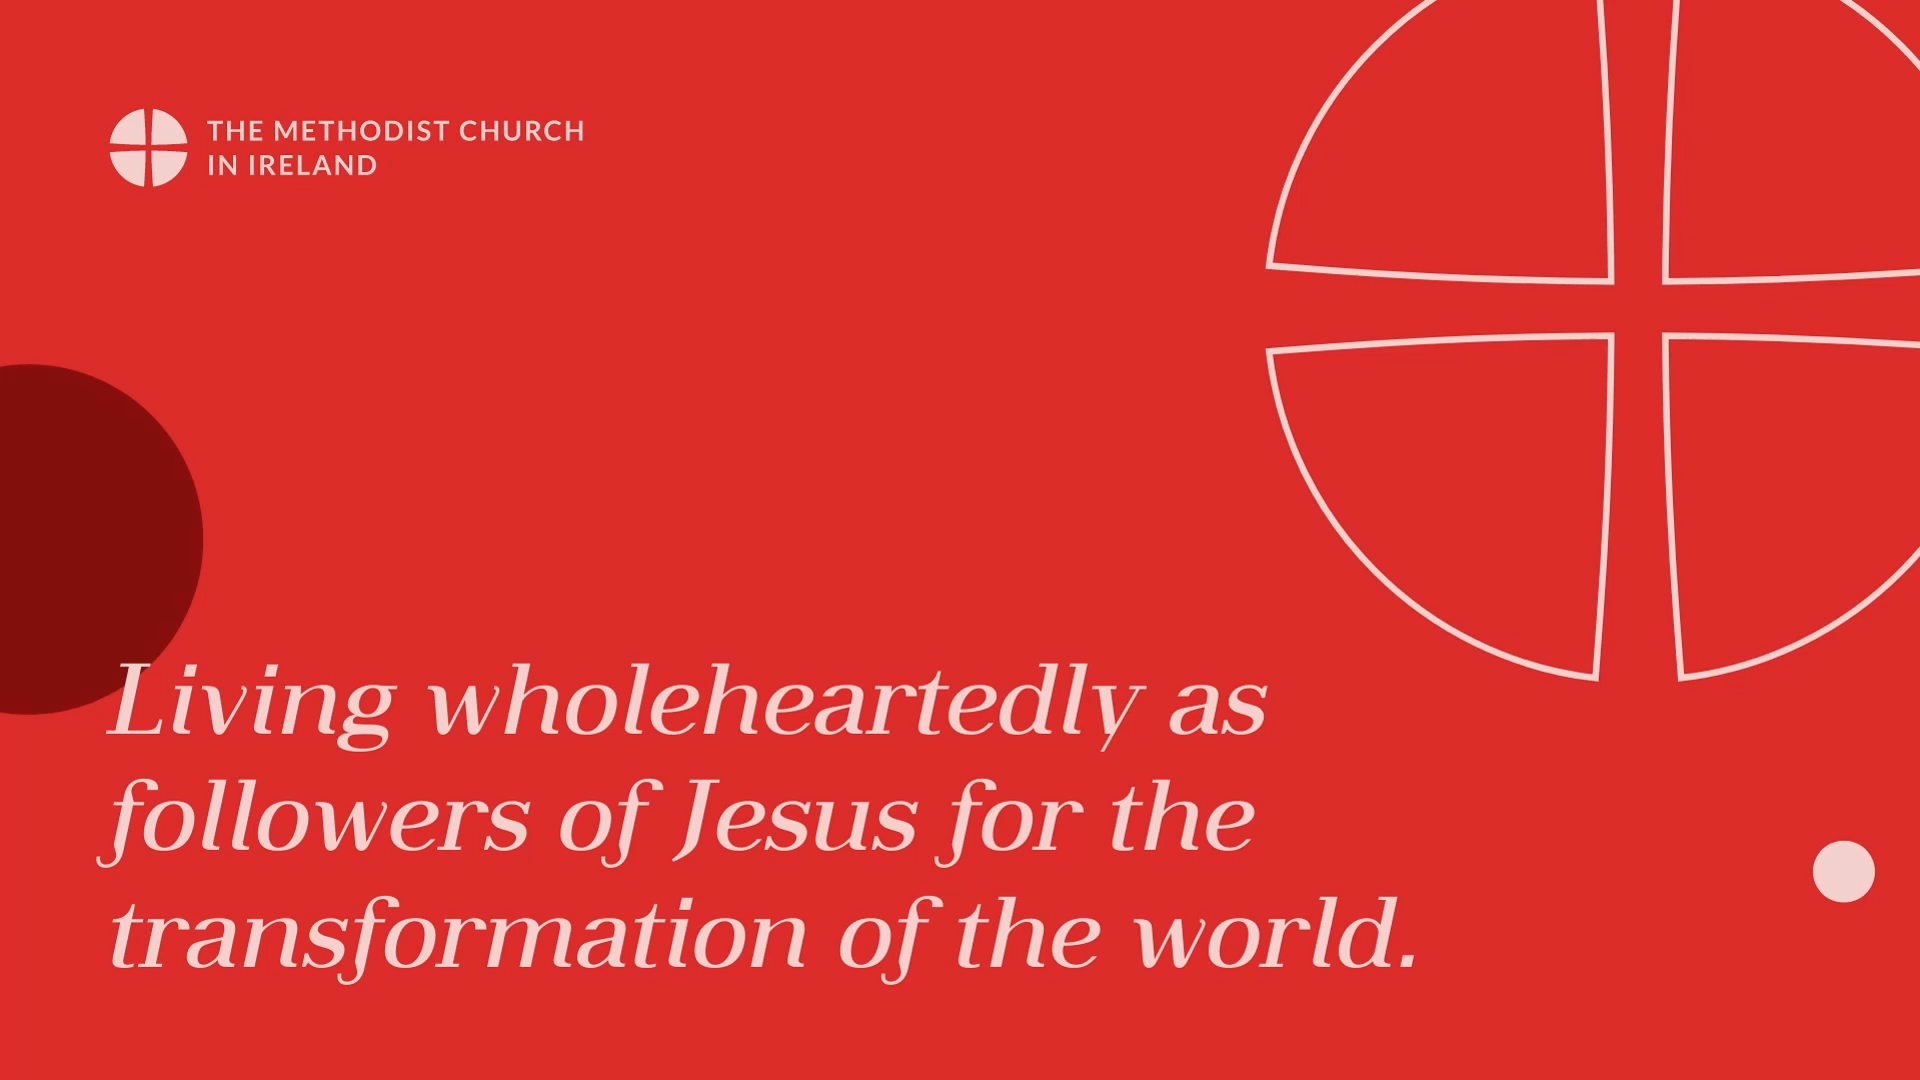 THE METHODIST CHURCH
IN IRELAND
Living wholeheartedly as
followers of Jesus for the
transformation of the world.